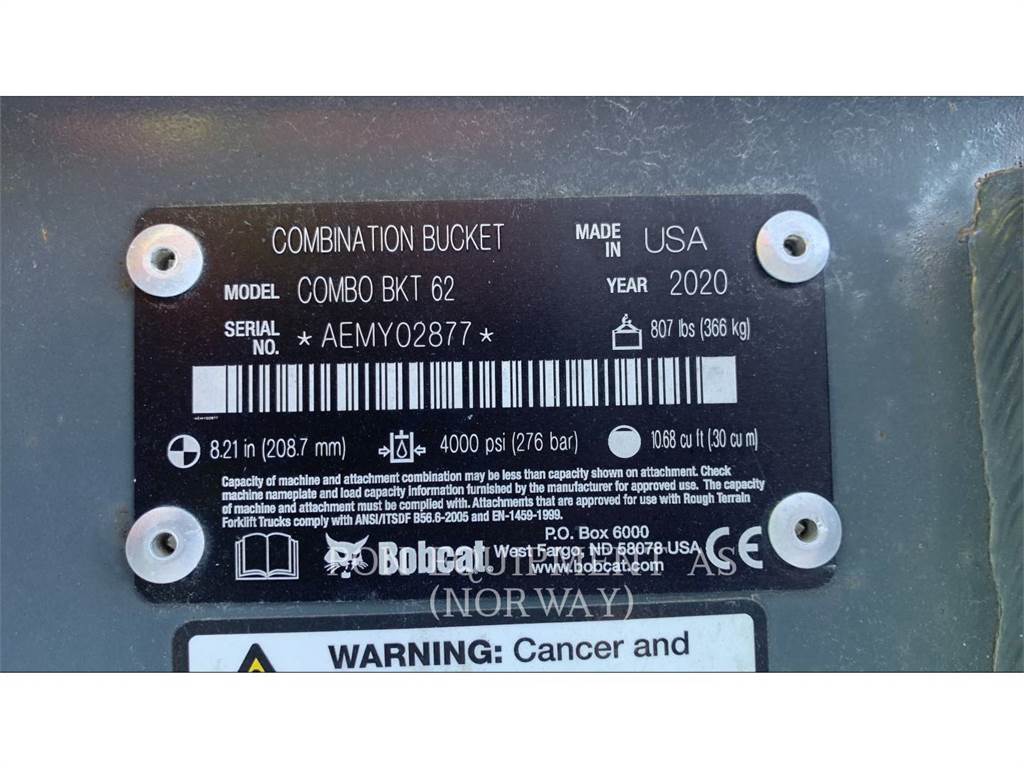 COMBINATION BUCKET MADE IN USA
MODEL COMBO BKT 62 YEAR 2020
SERIAL NO. *AEMY02877* 807 lbs (366 kg)
AEMY02877
8.21 in (208.7 mm) 4000 psi (276 bar) 10.68 cu ft (.30 cu m)
Capacity of machine and attachment combination may be less than capacity shown on attachment. Check
machine nameplate and load capacity information furnished by the manufacturer for approved use. The capacity
of machine and attachment must be complied with. Attachments that are approved for use with Rough Terrain
Forklift Trucks comply with ANSI/ITSDF B56.6-2005 and EN-1459-1999.
Bobcat.
P.O. Box 6000
West Fargo, ND 58078 USA
www.bobcat.com
CE
EQUIPMENT AS
(NORWAY)
WARNING: Cancer and